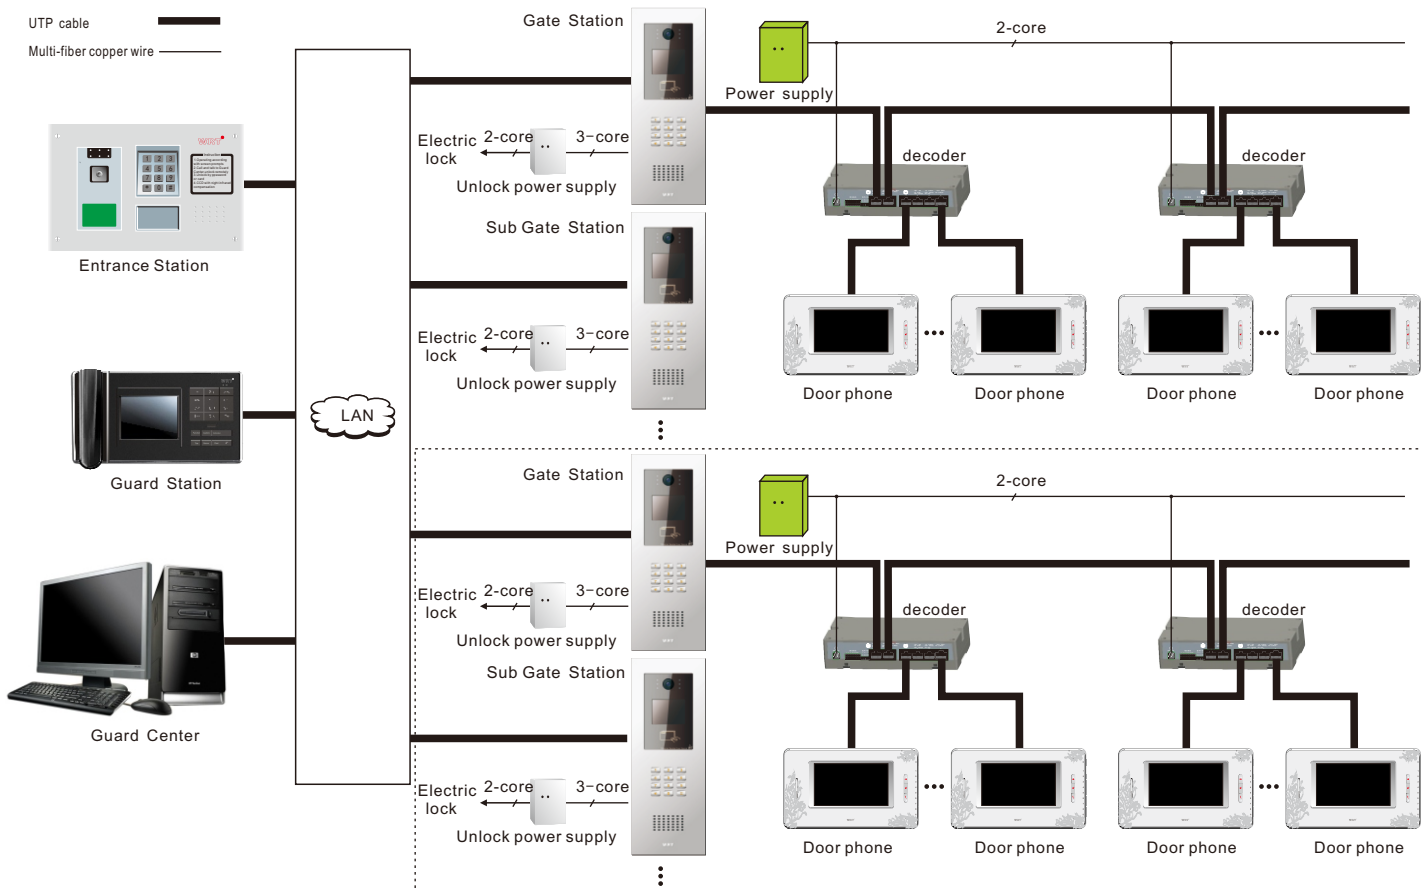 UTP cable
Multi-fiber copper wire
Entrance Station
Guard Station
Guard Center
LAN
Gate Station
Electric
lock
2-core
3-core
Unlock power supply
Power supply
2-core
decoder
decoder
Door phone
Door phone
Door phone
Door phone
Sub Gate Station
Electric
lock
2-core
3-core
Unlock power supply
Gate Station
Electric
lock
2-core
3-core
Unlock power supply
Power supply
2-core
decoder
decoder
Door phone
Door phone
Door phone
Door phone
Sub Gate Station
Electric
lock
2-core
3-core
Unlock power supply